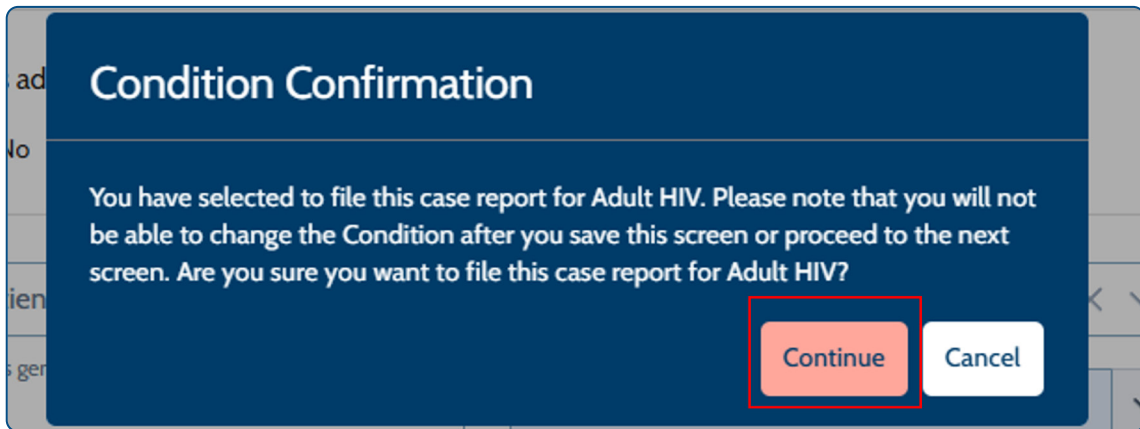 ad
Condition Confirmation
No
You have selected to file this case report for Adult HIV. Please note that you will not
be able to change the Condition after you save this screen or proceed to the next
screen. Are you sure you want to file this case report for Adult HIV?
Continue
Cancel